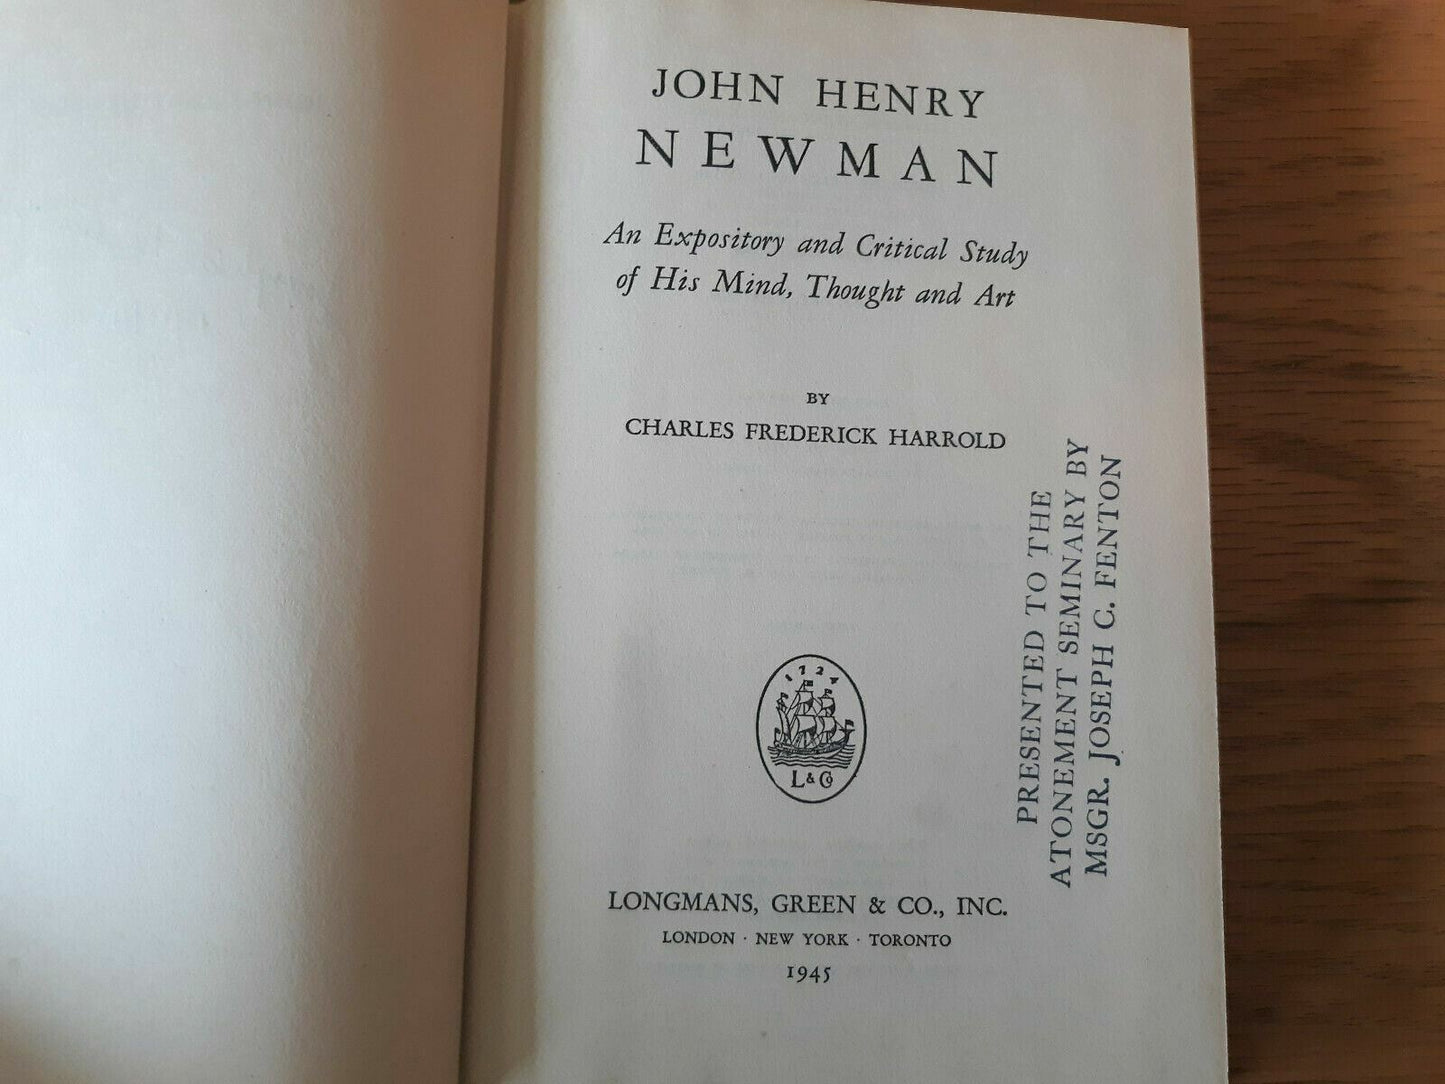 JOHN HENRY
NEWMAN
An Expository and Critical Study
of His Mind, Thought and Art
BY
CHARLES FREDERICK HARROLD
PRESENTED TO THE
ATONEMENT SEMINARY BY
MSGR. JOSEPH C. FENTON
1724
L & Co
LONGMANS, GREEN & CO., INC.
LONDON · NEW YORK · TORONTO
1945